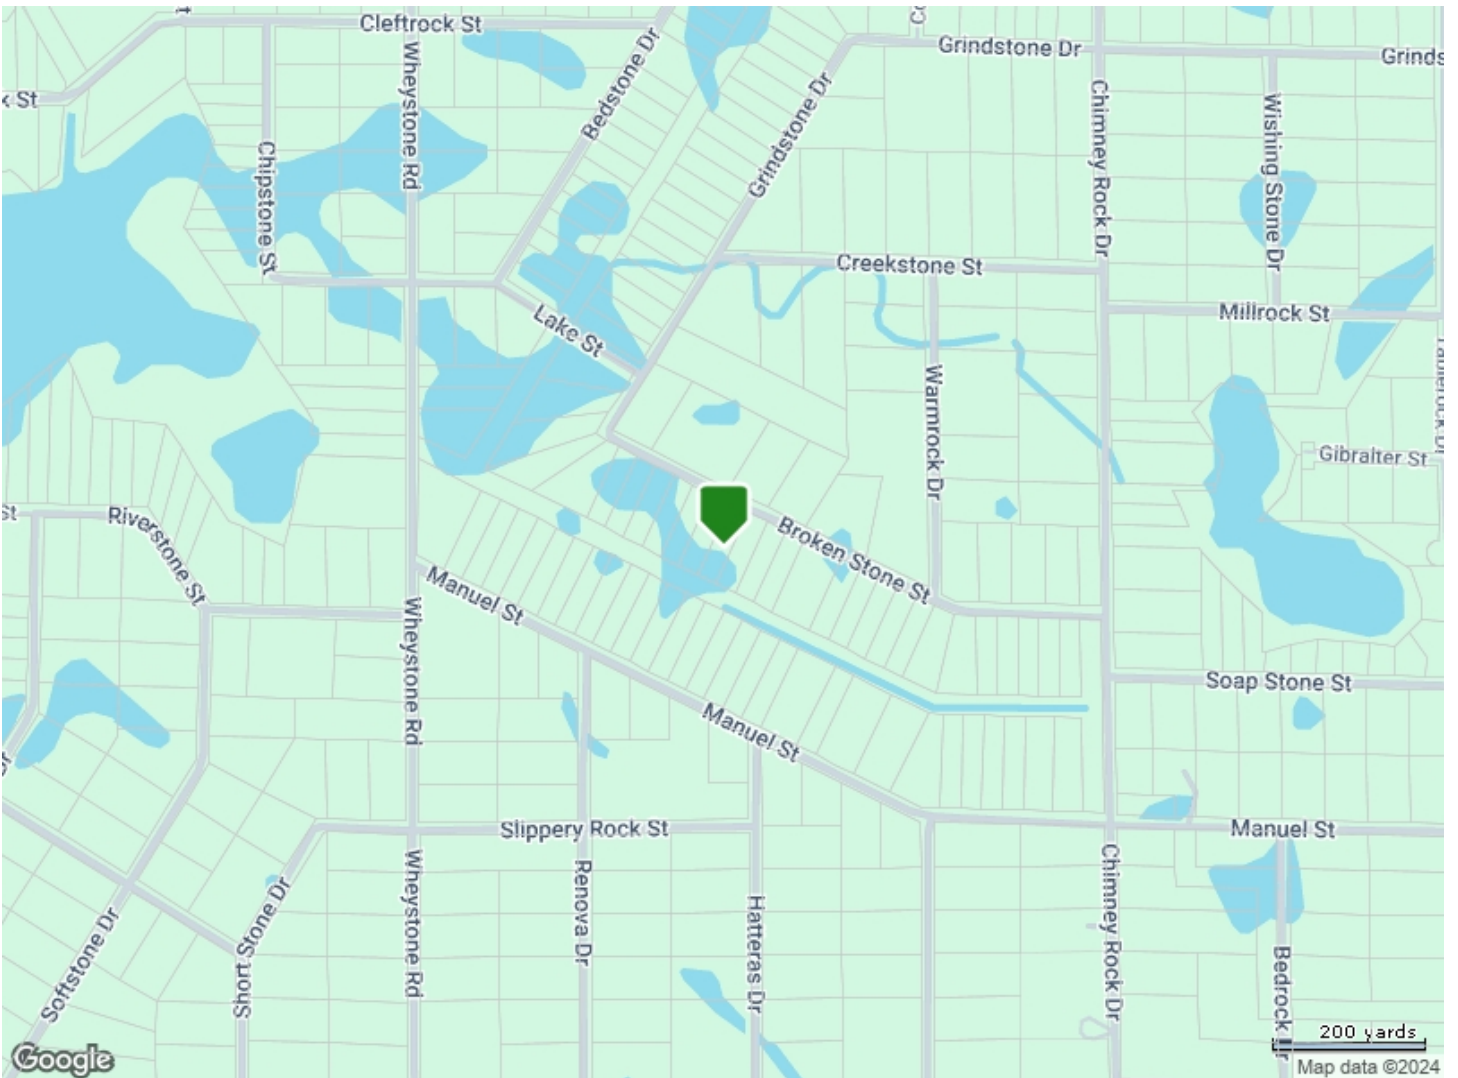 Cleftrock St
Wheystone Rd
Bedstone Dr
Grindstone Dr
Grindstone Dr
Grinds
Chimney Rock Dr
Wishing Stone Dr
St
Chipstone St
Creekstone St
Lake St
Millrock St
Warmrock Dr
Gibralter St
Riverstone St
St
Broken Stone St
Manuel St
Wheystone Rd
Soap Stone St
Manuel St
Slippery Rock St
Manuel St
Renova Dr
Wheystone Rd
Hatteras Dr
Chimney Rock Dr
Softstone Dr
Short Stone Dr
Bedrock Dr
200 yards
Google
Map data ©2024